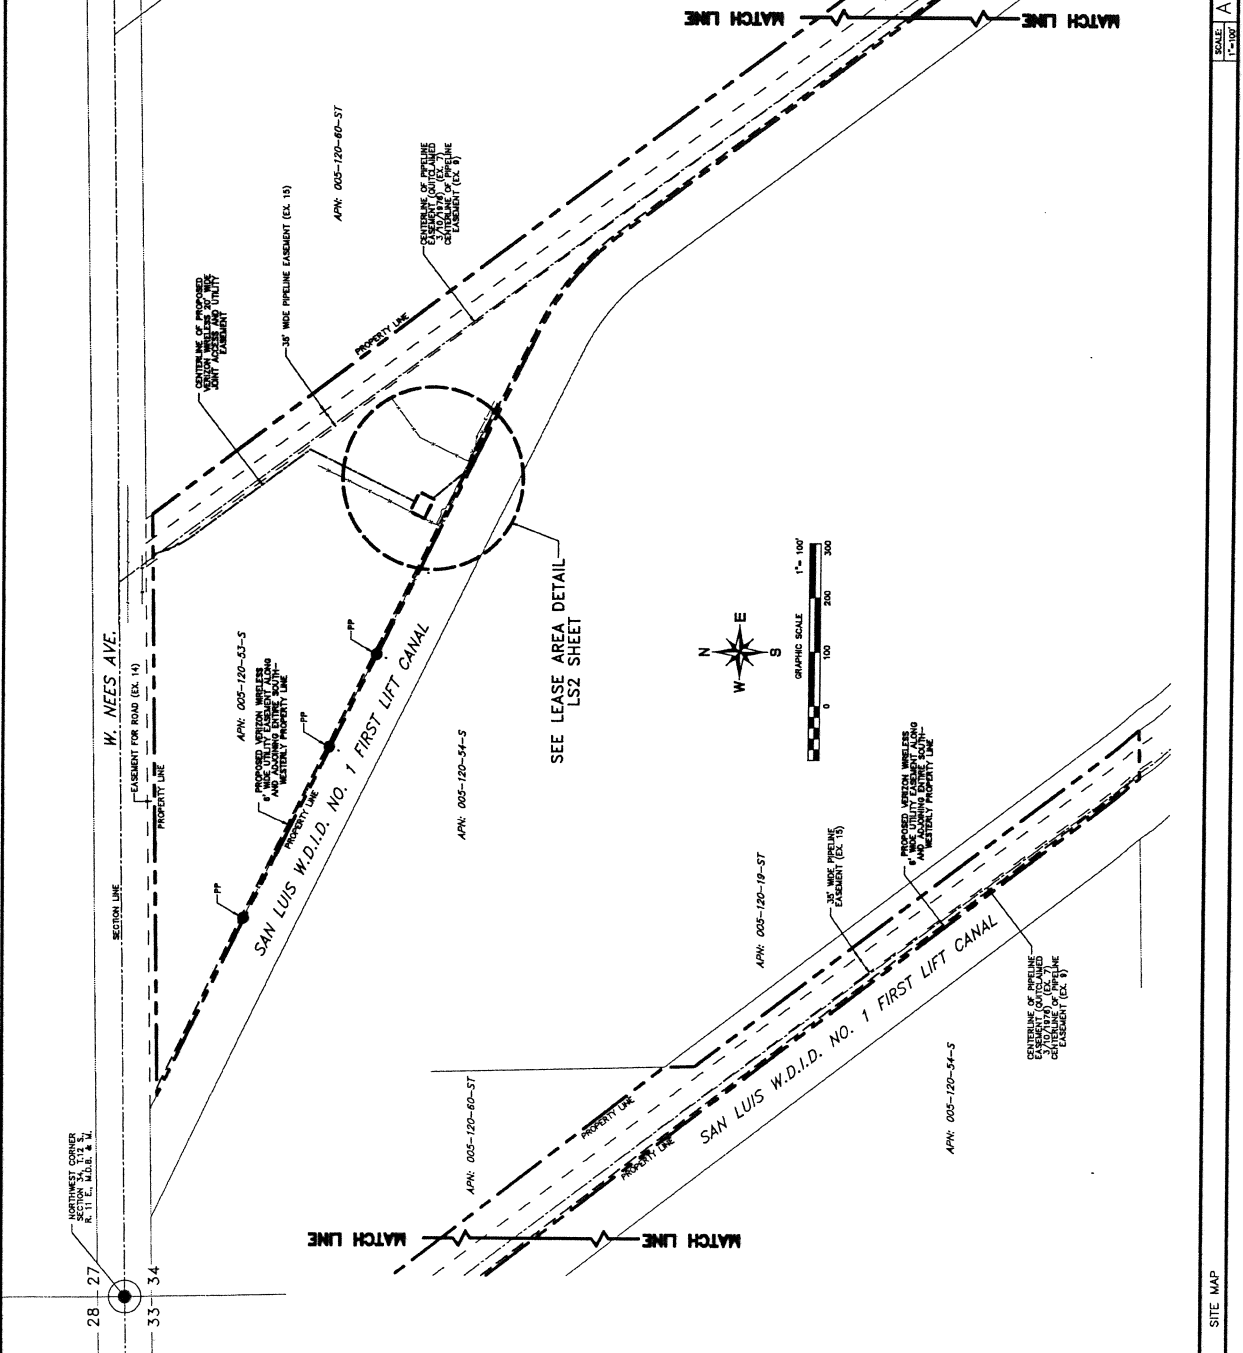 MATCH LINE
MATCH LINE
SCALE:
1"=100'
A
APN: 005-120-60-ST
CENTERLINE OF PIPELINE
EASEMENT (QUITCLAIMED
3/10/1976) (EX. 7)
CENTERLINE OF PIPELINE
EASEMENT (EX. 9)
35' WIDE PIPELINE EASEMENT (EX. 15)
CENTERLINE OF PROPOSED
VERIZON WIRELESS 20' WIDE
JOINT ACCESS AND UTILITY
EASEMENT
PROPERTY LINE
W. NEES AVE.
EASEMENT FOR ROAD (EX. 14)
PROPERTY LINE
SECTION LINE
APN: 005-120-53-S
PROPOSED VERIZON WIRELESS
6' WIDE UTILITY EASEMENT ALONG
AND ADJOINING ENTIRE SOUTH-
WESTERLY PROPERTY LINE
PP
PP
PP
PROPERTY LINE
SAN LUIS W.D.I.D. NO. 1 FIRST LIFT CANAL
APN: 005-120-54-S
SEE LEASE AREA DETAIL
LS2 SHEET
N
E
S
W
GRAPHIC SCALE
1"= 100'
0
100
200
300
NORTHWEST CORNER
SECTION 34, T.12 S.,
R. 11 E., M.D.B. & M.
28
27
33
34
APN: 005-120-60-ST
APN: 005-120-19-ST
35' WIDE PIPELINE
EASEMENT (EX. 15)
PROPOSED VERIZON WIRELESS
6' WIDE UTILITY EASEMENT ALONG
AND ADJOINING ENTIRE SOUTH-
WESTERLY PROPERTY LINE
PROPERTY LINE
PROPERTY LINE
SAN LUIS W.D.I.D. NO. 1 FIRST LIFT CANAL
CENTERLINE OF PIPELINE
EASEMENT (QUITCLAIMED
3/10/1976) (EX. 7)
CENTERLINE OF PIPELINE
EASEMENT (EX. 9)
APN: 005-120-54-S
MATCH LINE
MATCH LINE
SITE MAP